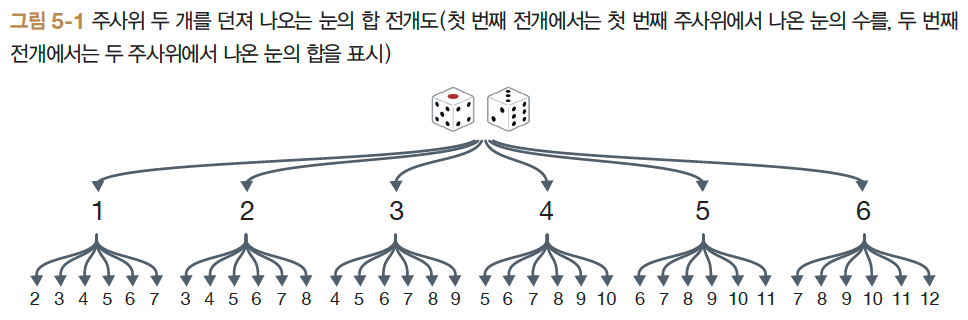 그림 5-1 주사위 두 개를 던져 나오는 눈의 합 전개도(첫 번째 전개에서는 첫 번째 주사위에서 나온 눈의 수를, 두 번째
전개에서는 두 주사위에서 나온 눈의 합을 표시)
1 2 3 4 5 6
2 3 4 5 6 7 3 4 5 6 7 8 4 5 6 7 8 9 5 6 7 8 9 10 6 7 8 9 10 11 7 8 9 10 11 12